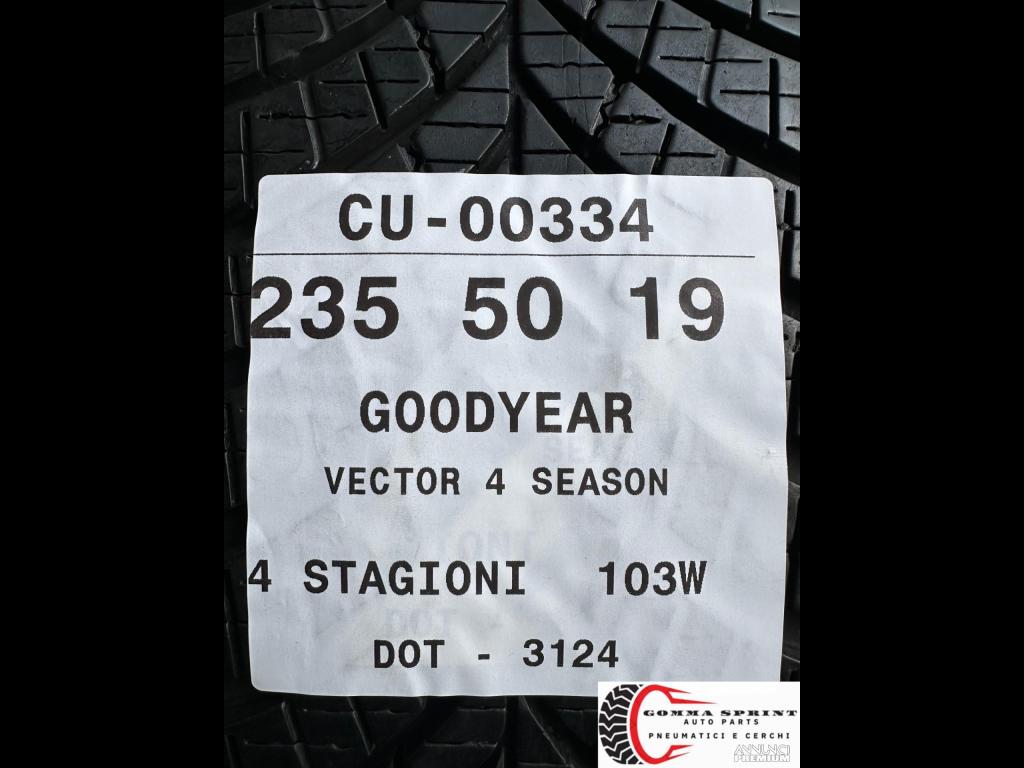 CU-00334
235 50 19
GOODYEAR
VECTOR 4 SEASON
4 STAGIONI 103W
DOT - 3124
GOMMA SPRINT
AUTO PARTS
PNEUMATICI E CERCHI
ANNUNCI
PREMIUM